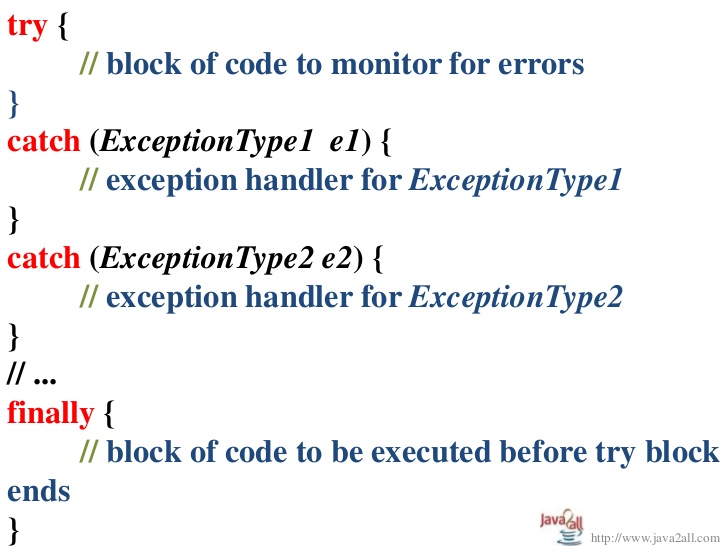 try {
// block of code to monitor for errors
}
catch (ExceptionType1 e1) {
// exception handler for ExceptionType1
}
catch (ExceptionType2 e2) {
// exception handler for ExceptionType2
}
// ...
finally {
// block of code to be executed before try block
ends
}
Java2all
http://www.java2all.com